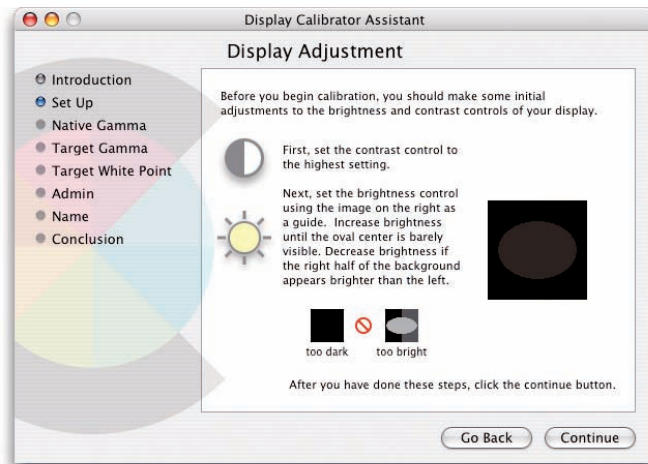 Display Calibrator Assistant
Display Adjustment
Introduction
Set Up
Native Gamma
Target Gamma
Target White Point
Admin
Name
Conclusion
Before you begin calibration, you should make some initial
adjustments to the brightness and contrast controls of your display.
First, set the contrast control to
the highest setting.
Next, set the brightness control
using the image on the right as
a guide. Increase brightness
until the oval center is barely
visible. Decrease brightness if
the right half of the background
appears brighter than the left.
too dark
too bright
After you have done these steps, click the continue button.
Go Back
Continue